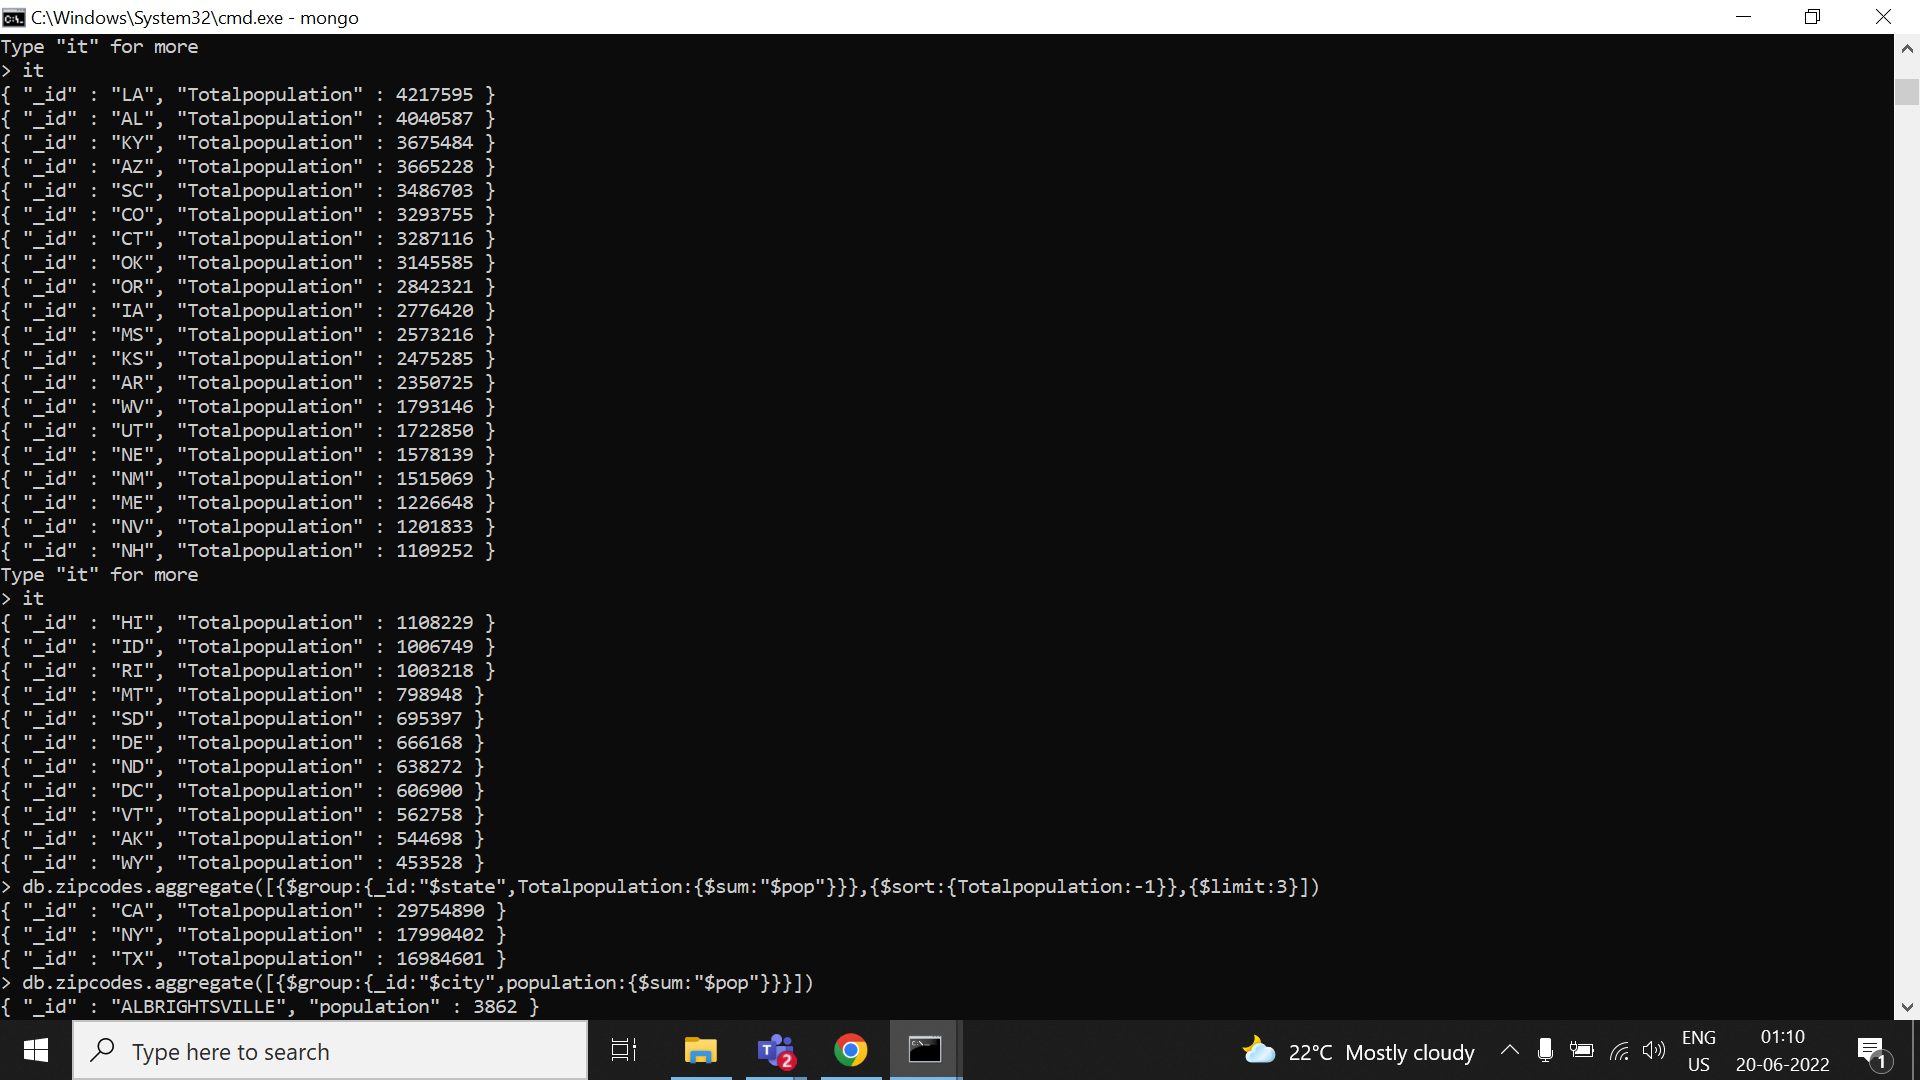 C:\Windows\System32\cmd.exe - mongo
Type "it" for more
> it
{ "_id" : "LA", "Totalpopulation" : 4217595 }
{ "_id" : "AL", "Totalpopulation" : 4040587 }
{ "_id" : "KY", "Totalpopulation" : 3675484 }
{ "_id" : "AZ", "Totalpopulation" : 3665228 }
{ "_id" : "SC", "Totalpopulation" : 3486703 }
{ "_id" : "CO", "Totalpopulation" : 3293755 }
{ "_id" : "CT", "Totalpopulation" : 3287116 }
{ "_id" : "OK", "Totalpopulation" : 3145585 }
{ "_id" : "OR", "Totalpopulation" : 2842321 }
{ "_id" : "IA", "Totalpopulation" : 2776420 }
{ "_id" : "MS", "Totalpopulation" : 2573216 }
{ "_id" : "KS", "Totalpopulation" : 2475285 }
{ "_id" : "AR", "Totalpopulation" : 2350725 }
{ "_id" : "WV", "Totalpopulation" : 1793146 }
{ "_id" : "UT", "Totalpopulation" : 1722850 }
{ "_id" : "NE", "Totalpopulation" : 1578139 }
{ "_id" : "NM", "Totalpopulation" : 1515069 }
{ "_id" : "ME", "Totalpopulation" : 1226648 }
{ "_id" : "NV", "Totalpopulation" : 1201833 }
{ "_id" : "NH", "Totalpopulation" : 1109252 }
Type "it" for more
> it
{ "_id" : "HI", "Totalpopulation" : 1108229 }
{ "_id" : "ID", "Totalpopulation" : 1006749 }
{ "_id" : "RI", "Totalpopulation" : 1003218 }
{ "_id" : "MT", "Totalpopulation" : 798948 }
{ "_id" : "SD", "Totalpopulation" : 695397 }
{ "_id" : "DE", "Totalpopulation" : 666168 }
{ "_id" : "ND", "Totalpopulation" : 638272 }
{ "_id" : "DC", "Totalpopulation" : 606900 }
{ "_id" : "VT", "Totalpopulation" : 562758 }
{ "_id" : "AK", "Totalpopulation" : 544698 }
{ "_id" : "WY", "Totalpopulation" : 453528 }
> db.zipcodes.aggregate([{$group:{_id:"$state",Totalpopulation:{$sum:"$pop"}}},{$sort:{Totalpopulation:-1}},{$limit:3}])
{ "_id" : "CA", "Totalpopulation" : 29754890 }
{ "_id" : "NY", "Totalpopulation" : 17990402 }
{ "_id" : "TX", "Totalpopulation" : 16984601 }
> db.zipcodes.aggregate([{$group:{_id:"$city",population:{$sum:"$pop"}}}])
{ "_id" : "ALBRIGHTSVILLE", "population" : 3862 }
Type here to search
2
22°C Mostly cloudy
ENG
US
01:10
20-06-2022
1